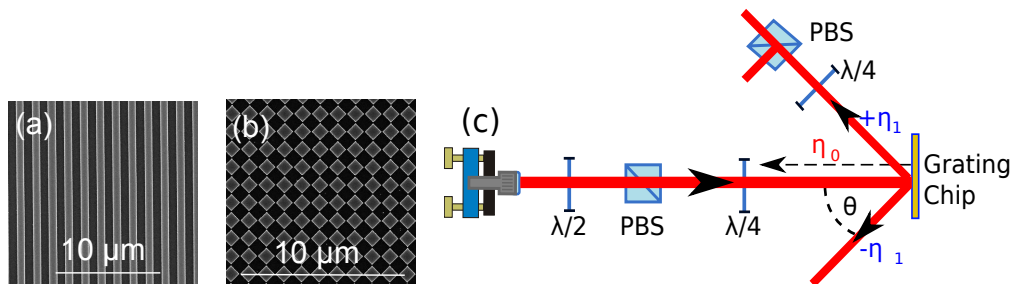 (a)
10 µm
(b)
10 µm
(c)
λ/2
PBS
λ/4
η₀
+η₁
-η ₁
θ
Grating
Chip
λ/4
PBS